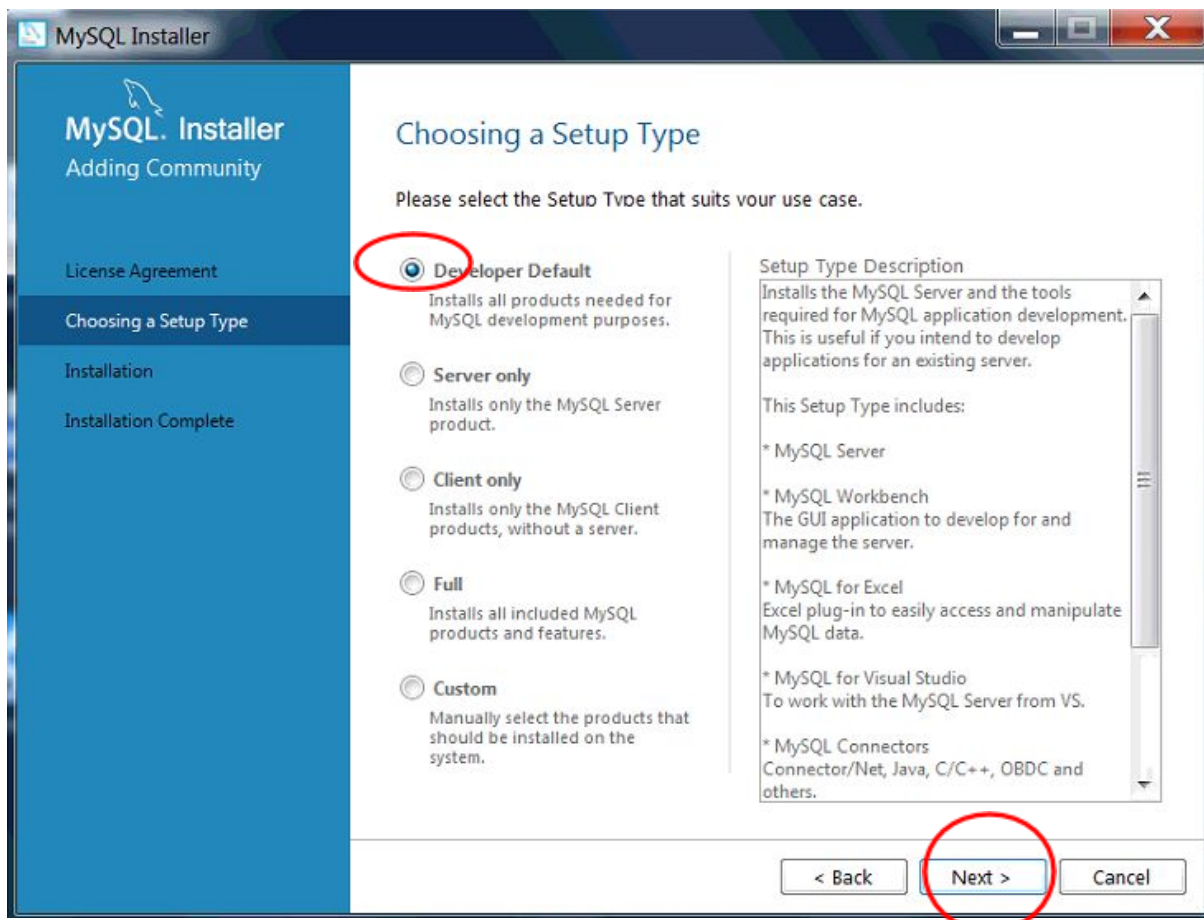 MySQL Installer
MySQL. Installer
Adding Community
License Agreement
Choosing a Setup Type
Installation
Installation Complete
Choosing a Setup Type
Please select the Setup Type that suits your use case.
Developer Default
Installs all products needed for
MySQL development purposes.
Server only
Installs only the MySQL Server
product.
Client only
Installs only the MySQL Client
products, without a server.
Full
Installs all included MySQL
products and features.
Custom
Manually select the products that
should be installed on the
system.
Setup Type Description
Installs the MySQL Server and the tools
required for MySQL application development.
This is useful if you intend to develop
applications for an existing server.
This Setup Type includes:
* MySQL Server
* MySQL Workbench
The GUI application to develop for and
manage the server.
* MySQL for Excel
Excel plug-in to easily access and manipulate
MySQL data.
* MySQL for Visual Studio
To work with the MySQL Server from VS.
* MySQL Connectors
Connector/Net, Java, C/C++, OBDC and
others.
< Back
Next >
Cancel